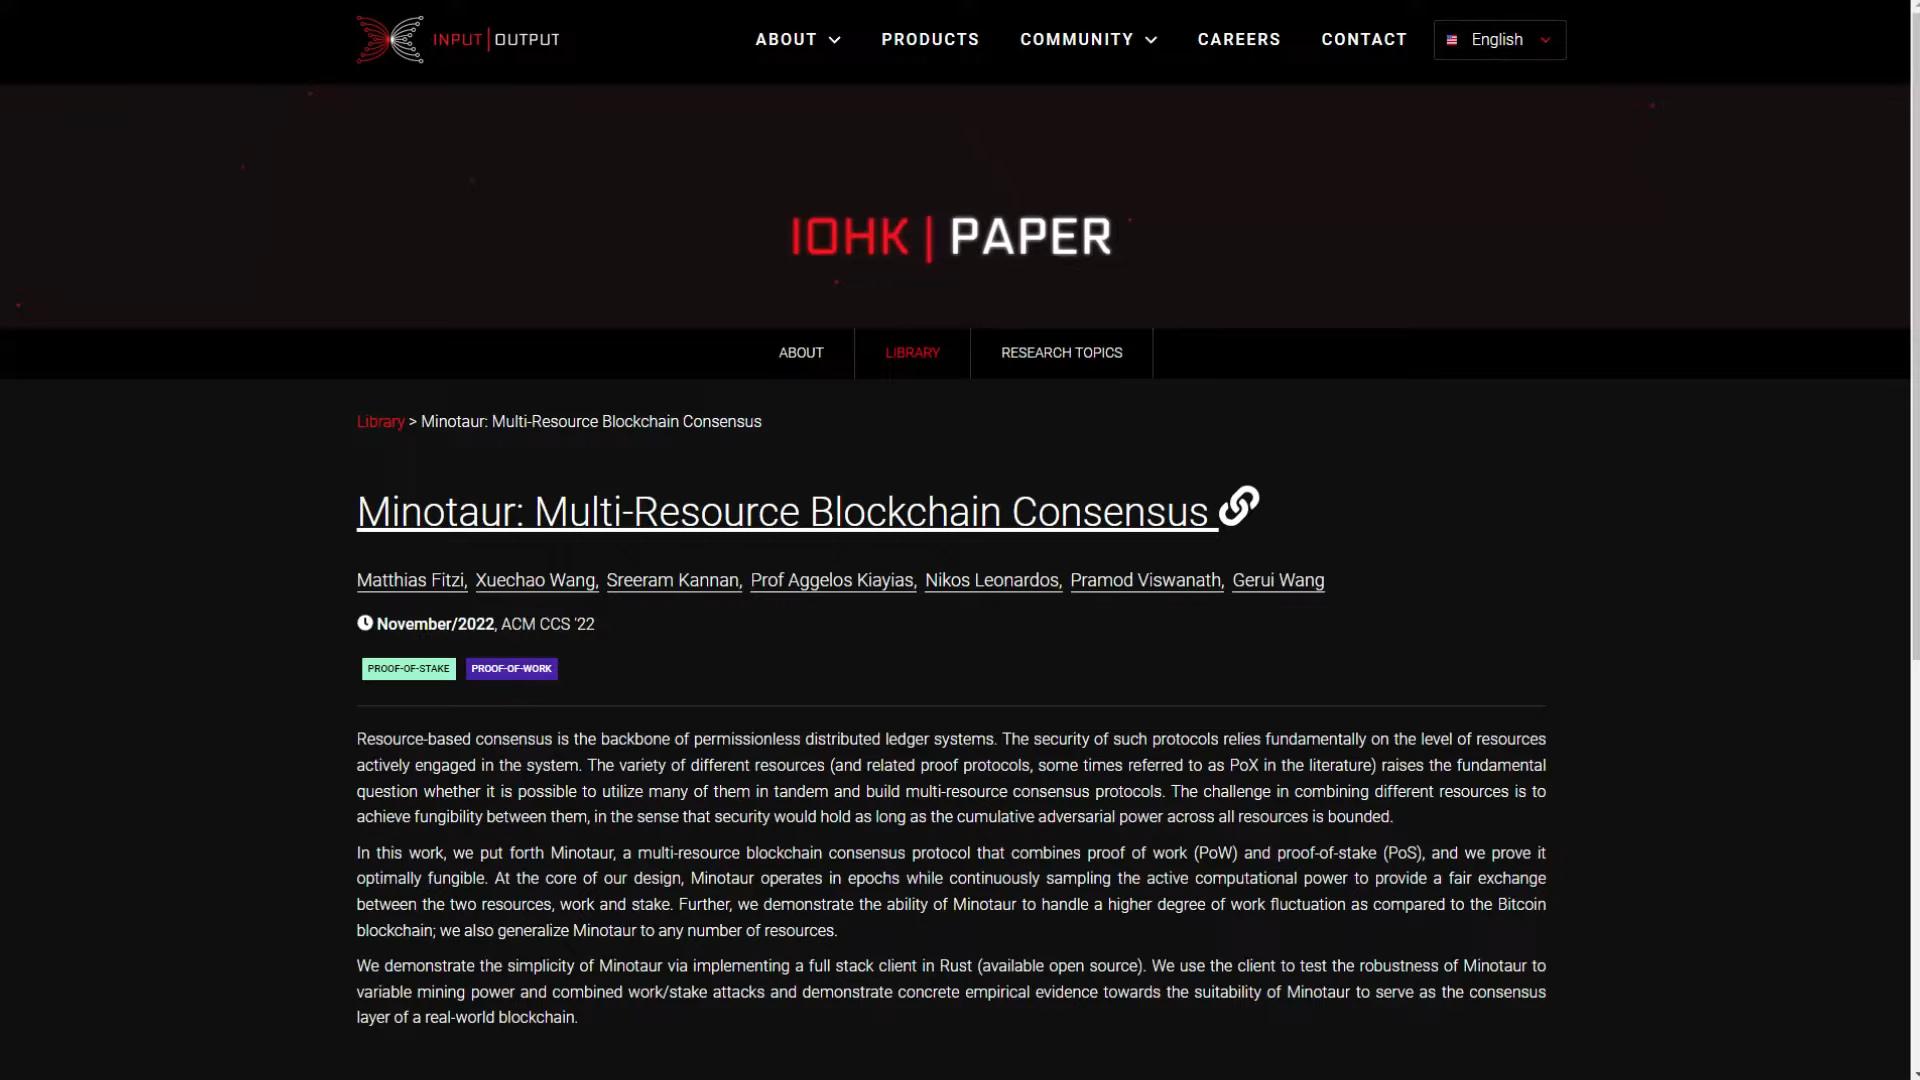 INPUT | OUTPUT
ABOUT
PRODUCTS
COMMUNITY
CAREERS
CONTACT
English
IOHK | PAPER
ABOUT
LIBRARY
RESEARCH TOPICS
Library > Minotaur: Multi-Resource Blockchain Consensus
Minotaur: Multi-Resource Blockchain Consensus
Matthias Fitzi, Xuechao Wang, Sreeram Kannan, Prof Aggelos Kiayias, Nikos Leonardos, Pramod Viswanath, Gerui Wang
November/2022, ACM CCS '22
PROOF-OF-STAKE PROOF-OF-WORK
Resource-based consensus is the backbone of permissionless distributed ledger systems. The security of such protocols relies fundamentally on the level of resources
actively engaged in the system. The variety of different resources (and related proof protocols, some times referred to as PoX in the literature) raises the fundamental
question whether it is possible to utilize many of them in tandem and build multi-resource consensus protocols. The challenge in combining different resources is to
achieve fungibility between them, in the sense that security would hold as long as the cumulative adversarial power across all resources is bounded.
In this work, we put forth Minotaur, a multi-resource blockchain consensus protocol that combines proof of work (PoW) and proof-of-stake (PoS), and we prove it
optimally fungible. At the core of our design, Minotaur operates in epochs while continuously sampling the active computational power to provide a fair exchange
between the two resources, work and stake. Further, we demonstrate the ability of Minotaur to handle a higher degree of work fluctuation as compared to the Bitcoin
blockchain; we also generalize Minotaur to any number of resources.
We demonstrate the simplicity of Minotaur via implementing a full stack client in Rust (available open source). We use the client to test the robustness of Minotaur to
variable mining power and combined work/stake attacks and demonstrate concrete empirical evidence towards the suitability of Minotaur to serve as the consensus
layer of a real-world blockchain.